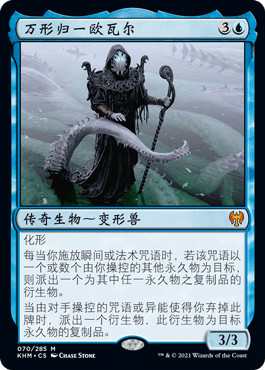 万形归一欧瓦尔 3
传奇生物～变形兽
化形
每当你施放瞬间或法术咒语时，若该咒语以
一个或数个由你操控的其他永久物为目标，
则派出一个为其中任一永久物之复制品的
衍生物。
当由对手操控的咒语或异能使得你弃掉此
牌时，派出一个衍生物，此衍生物为目标
永久物的复制品。
3/3
070/285 M
KHM • CS CHASE STONE
™ & © 2021 Wizards of the Coast